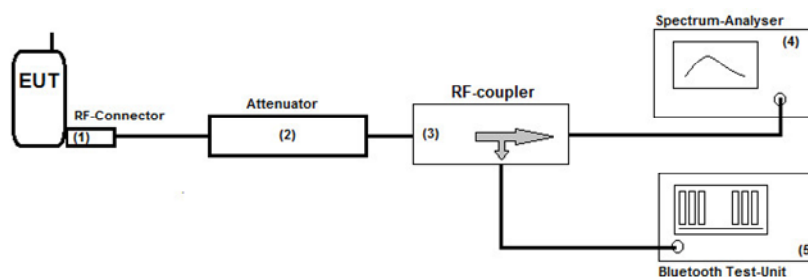 Spectrum-Analyser
(4)
EUT
RF-Connector
(1)
Attenuator
(2)
RF-coupler
(3)
(5
Bluetooth Test-Unit